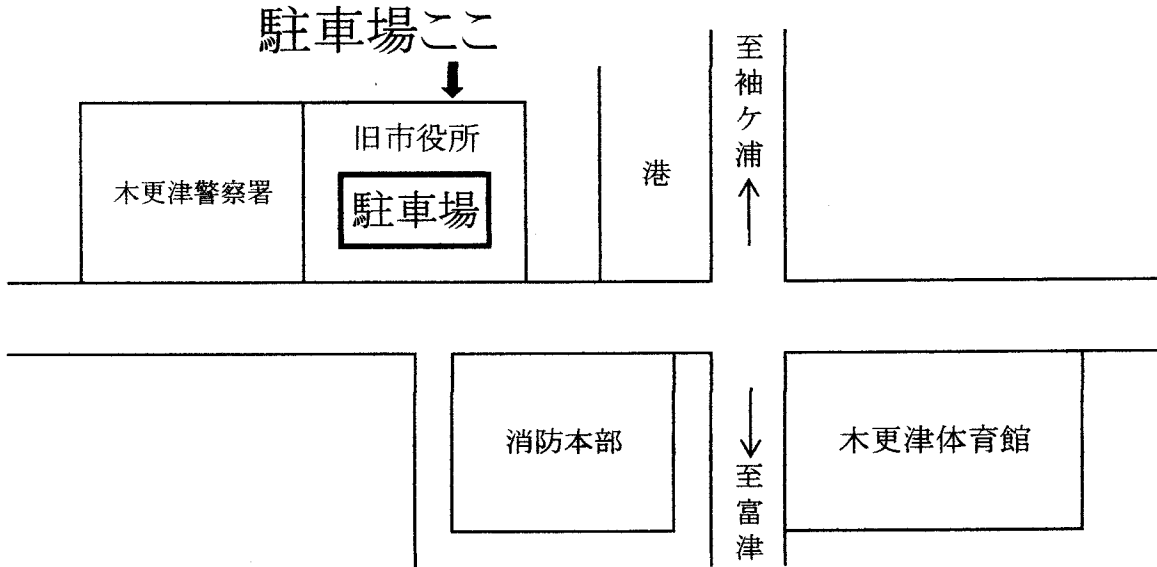 駐車場ここ
木更津警察署
旧市役所
駐車場
港
至袖ケ浦
消防本部
至富津
木更津体育館